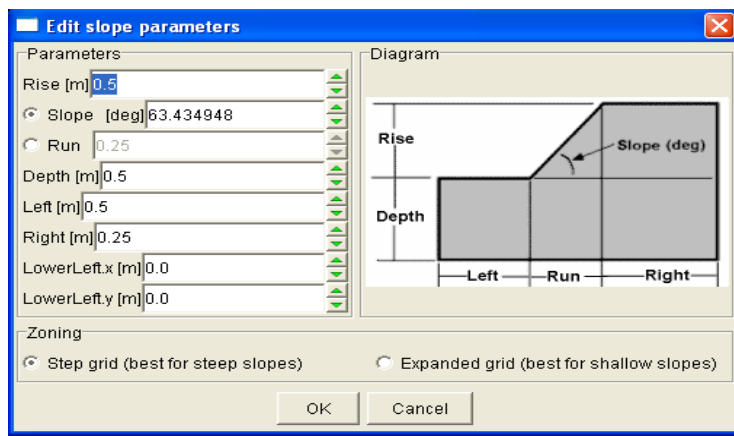 Edit slope parameters
Parameters
Rise [m] 0.5
Slope [deg] 63.434948
Run 0.25
Depth [m] 0.5
Left [m] 0.5
Right [m] 0.25
LowerLeft.x [m] 0.0
LowerLeft.y [m] 0.0
Diagram
Rise
Slope (deg)
Depth
Left Run Right
Zoning
Step grid (best for steep slopes) Expanded grid (best for shallow slopes)
OK Cancel